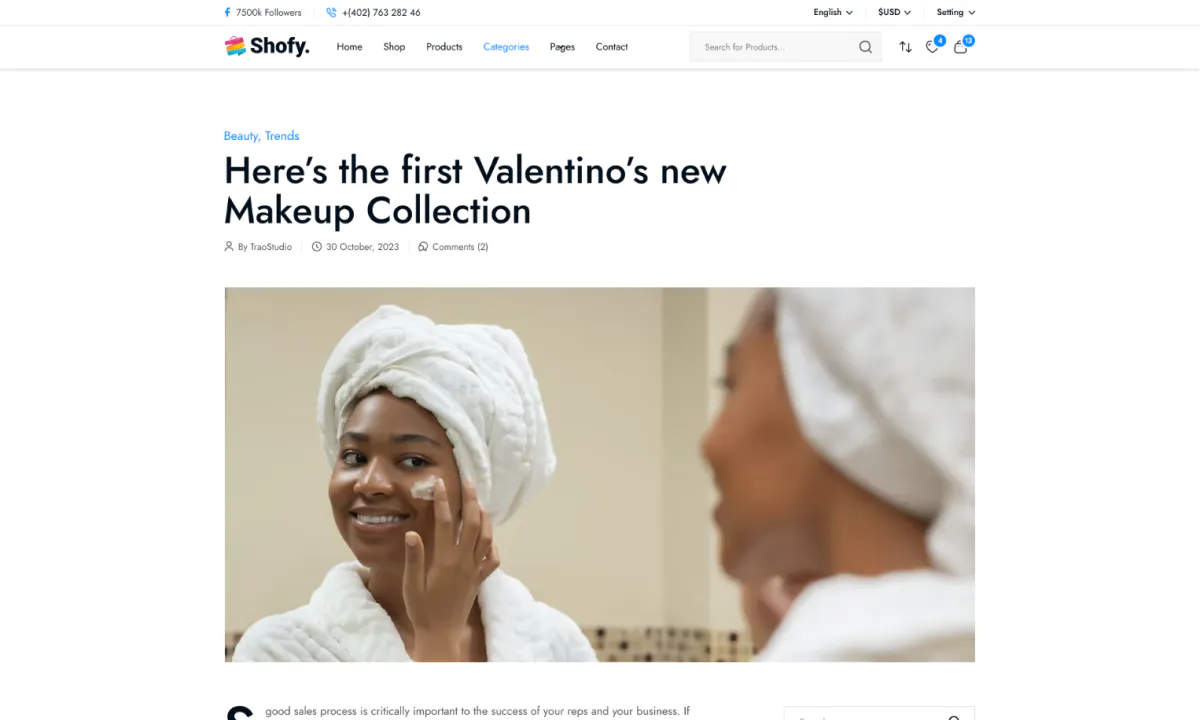 7500k Followers
+(402) 763 282 46
English
$USD
Setting
Shofy.
Home
Shop
Products
Categories
Pages
Contact
Search for Products...
4
13
Beauty, Trends
Here's the first Valentino's new
Makeup Collection
By TraoStudio
30 October, 2023
Comments (2)
S
good sales process is critically important to the success of your reps and your business. If